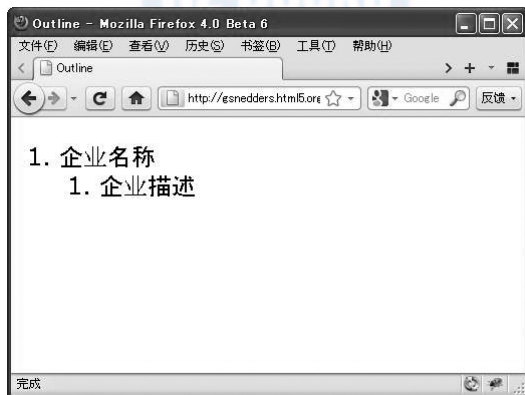 Outline - Mozilla Firefox 4.0 Beta 6
文件(F) 编辑(E) 查看(V) 历史(S) 书签(B) 工具(T) 帮助(H)
Outline
http://gsnedders.html5.org Google 反馈
1. 企业名称
1. 企业描述
完成